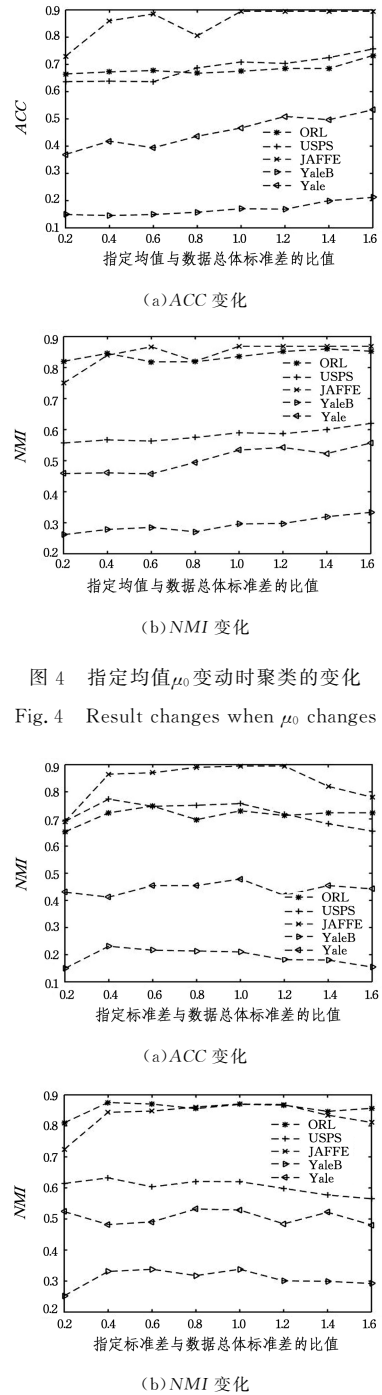 0.9
0.8
0.7
0.6
0.5
0.4
0.3
0.2
0.1
ACC
ORL
USPS
JAFFE
YaleB
Yale
0.2 0.4 0.6 0.8 1.0 1.2 1.4 1.6
指定均值与数据总体标准差的比值
(a)ACC 变化
0.9
0.8
0.7
0.6
0.5
0.4
0.3
0.2
NMI
ORL
USPS
JAFFE
YaleB
Yale
0.2 0.4 0.6 0.8 1.0 1.2 1.4 1.6
指定均值与数据总体标准差的比值
(b)NMI 变化
图 4 指定均值μ₀变动时聚类的变化
Fig. 4 Result changes when μ₀ changes
0.9
0.8
0.7
0.6
0.5
0.4
0.3
0.2
0.1
NMI
ORL
USPS
JAFFE
YaleB
Yale
0.2 0.4 0.6 0.8 1.0 1.2 1.4 1.6
指定标准差与数据总体标准差的比值
(a)ACC 变化
0.9
0.8
0.7
0.6
0.5
0.4
0.3
0.2
NMI
ORL
USPS
JAFFE
YaleB
Yale
0.2 0.4 0.6 0.8 1.0 1.2 1.4 1.6
指定标准差与数据总体标准差的比值
(b)NMI 变化